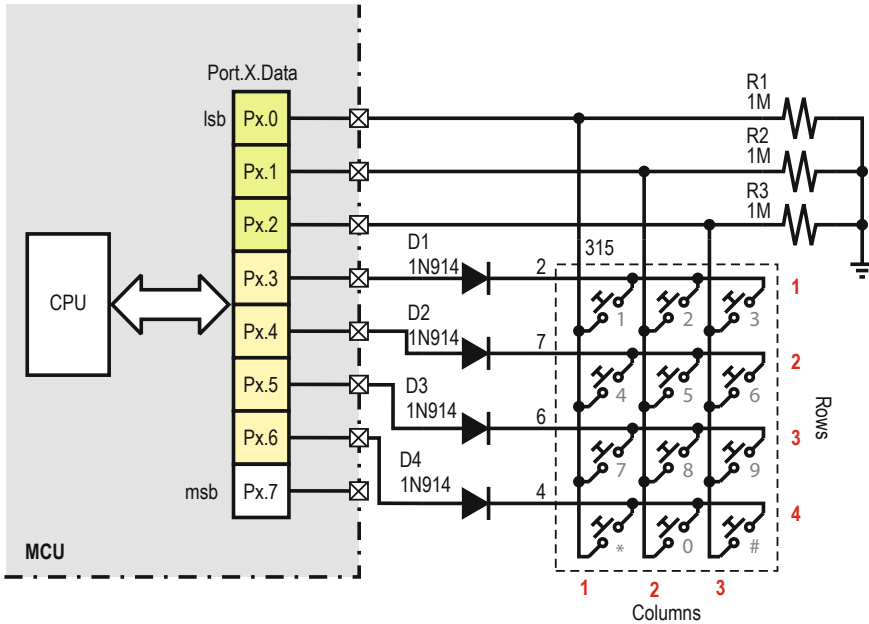 Port.X.Data
lsb
Px.0
Px.1
Px.2
Px.3
Px.4
Px.5
Px.6
msb
Px.7
CPU
MCU
R1
1M
R2
1M
R3
1M
D1
1N914
2
D2
1N914
7
D3
1N914
6
D4
1N914
4
315
1 2 3
4 5 6
7 8 9
* 0 #
1
2
3
4
Rows
1 2 3
Columns